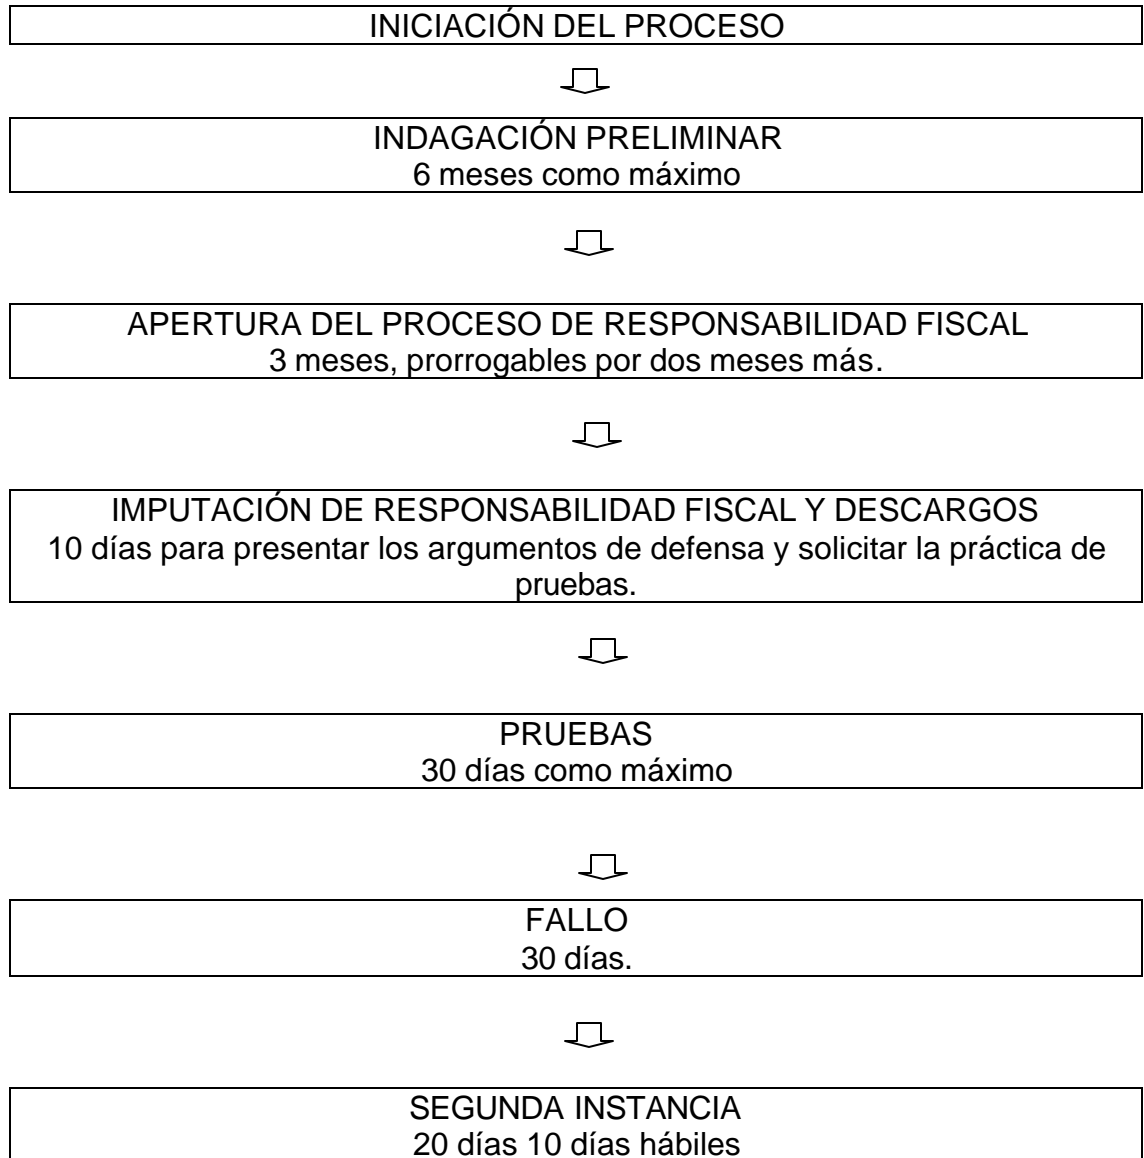 INICIACIÓN DEL PROCESO
INDAGACIÓN PRELIMINAR
6 meses como máximo
APERTURA DEL PROCESO DE RESPONSABILIDAD FISCAL
3 meses, prorrogables por dos meses más.
IMPUTACIÓN DE RESPONSABILIDAD FISCAL Y DESCARGOS
10 días para presentar los argumentos de defensa y solicitar la práctica de
pruebas.
PRUEBAS
30 días como máximo
FALLO
30 días.
SEGUNDA INSTANCIA
20 días 10 días hábiles